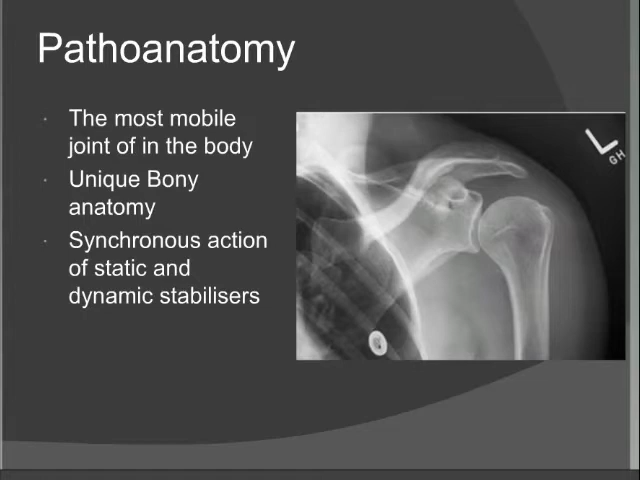 Pathoanatomy
· The most mobile
joint of in the body
· Unique Bony
anatomy
· Synchronous action
of static and
dynamic stabilisers
L
GH